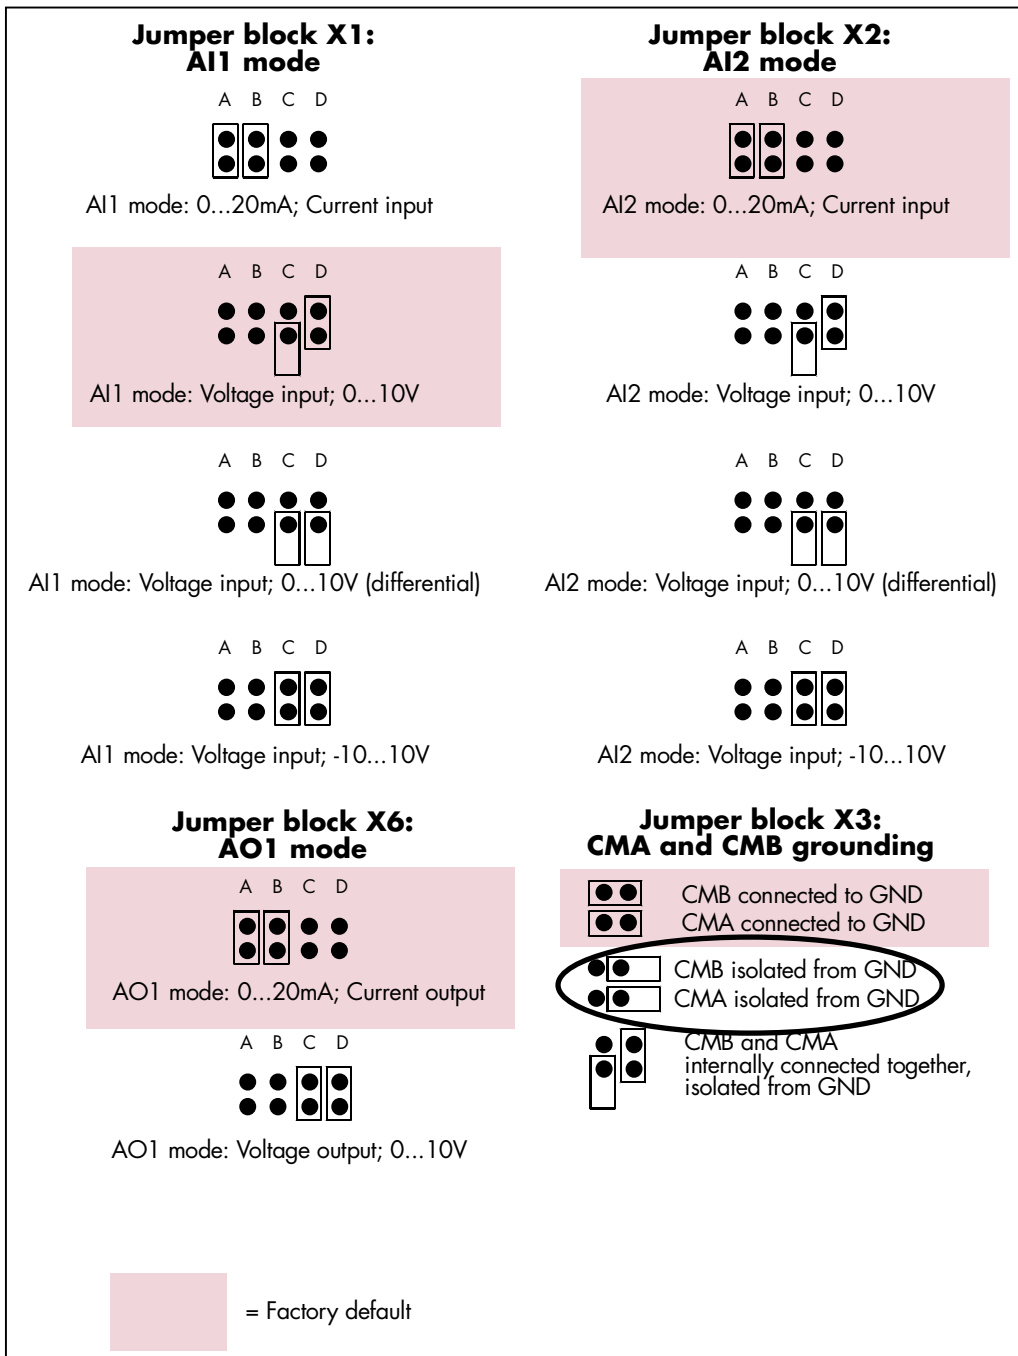 Jumper block X1:
AI1 mode
A B C D
AI1 mode: 0...20mA; Current input
A B C D
AI1 mode: Voltage input; 0...10V
A B C D
AI1 mode: Voltage input; 0...10V (differential)
A B C D
AI1 mode: Voltage input; -10...10V
Jumper block X2:
AI2 mode
A B C D
AI2 mode: 0...20mA; Current input
A B C D
AI2 mode: Voltage input; 0...10V
A B C D
AI2 mode: Voltage input; 0...10V (differential)
A B C D
AI2 mode: Voltage input; -10...10V
Jumper block X6:
AO1 mode
A B C D
AO1 mode: 0...20mA; Current output
A B C D
AO1 mode: Voltage output; 0...10V
Jumper block X3:
CMA and CMB grounding
CMB connected to GND
CMA connected to GND
CMB isolated from GND
CMA isolated from GND
CMB and CMA
internally connected together,
isolated from GND
= Factory default